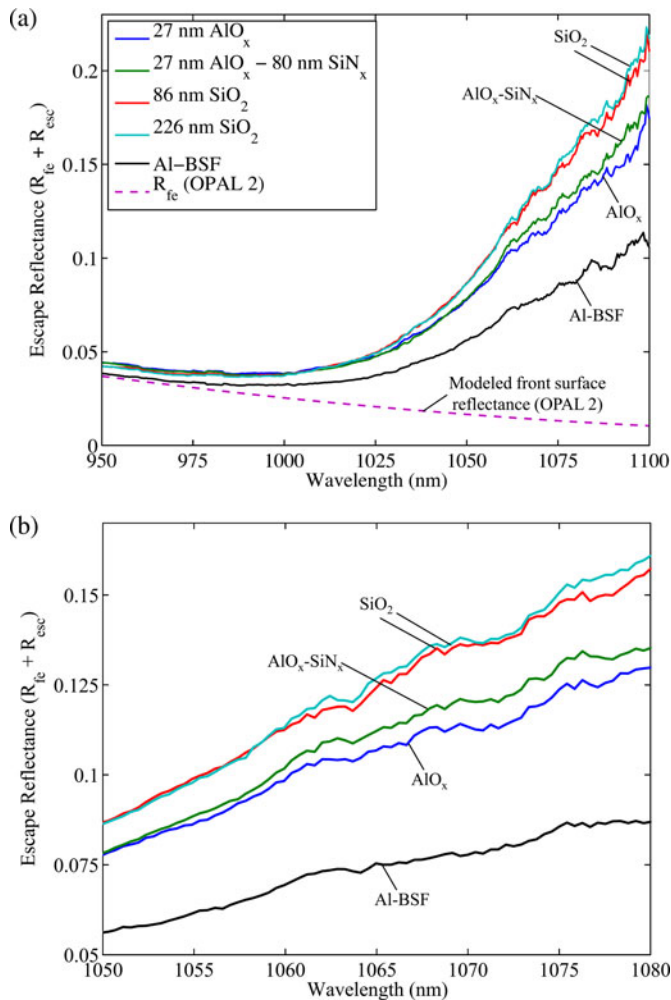 (a)
27 nm AlOx
27 nm AlOx – 80 nm SiNx
86 nm SiO2
226 nm SiO2
Al–BSF
Rfe (OPAL 2)
SiO2
AlOx-SiNx
AlOx
Al-BSF
Modeled front surface
reflectance (OPAL 2)
Escape Reflectance (Rfe + Resc)
0.2
0.15
0.1
0.05
0
950 975 1000 1025 1050 1075 1100
Wavelength (nm)
(b)
SiO2
AlOx-SiNx
AlOx
Al-BSF
Escape Reflectance (Rfe + Resc)
0.15
0.125
0.1
0.075
0.05
1050 1055 1060 1065 1070 1075 1080
Wavelength (nm)